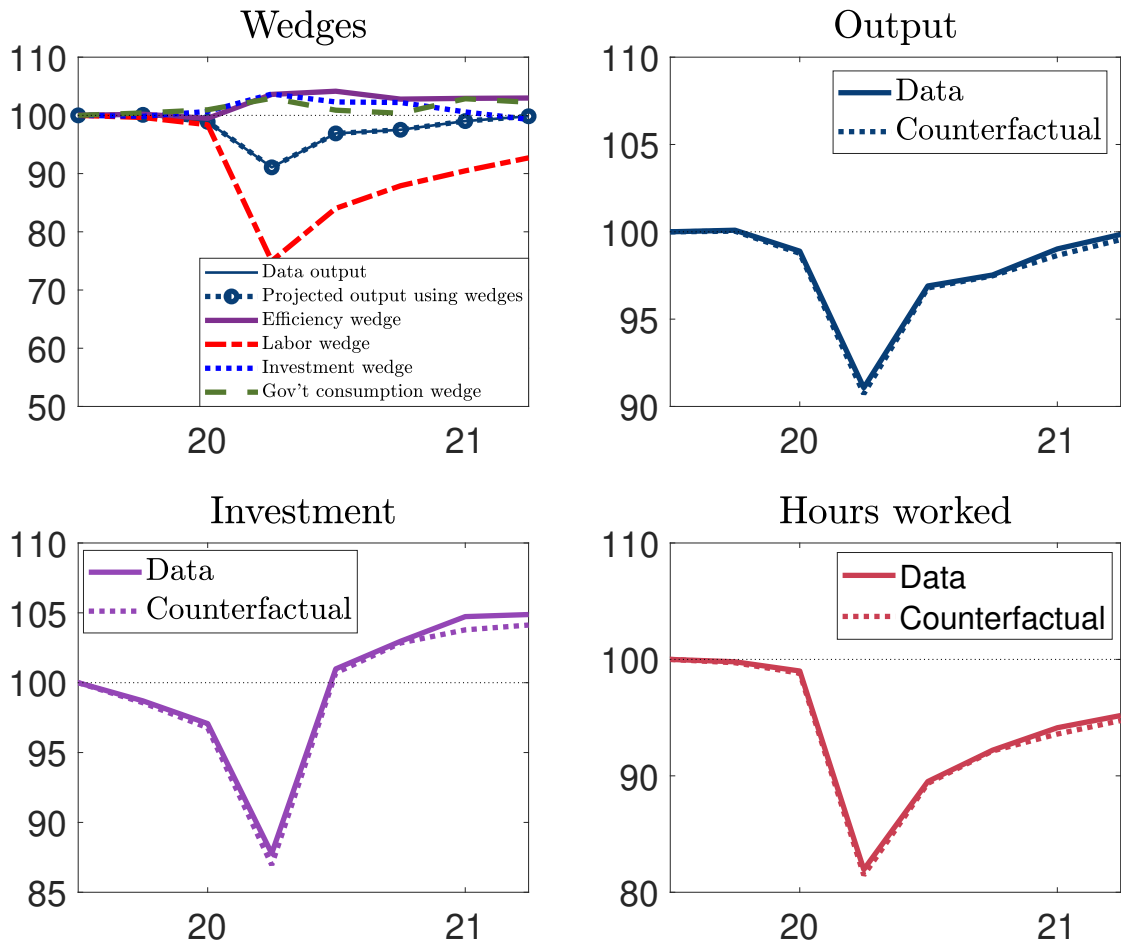 Wedges
110
100
90
80
70
60
50
20
21
Data output
Projected output using wedges
Efficiency wedge
Labor wedge
Investment wedge
Gov't consumption wedge
Output
110
105
100
95
90
20
21
Data
Counterfactual
Investment
110
105
100
95
90
85
20
21
Data
Counterfactual
Hours worked
110
100
90
80
20
21
Data
Counterfactual